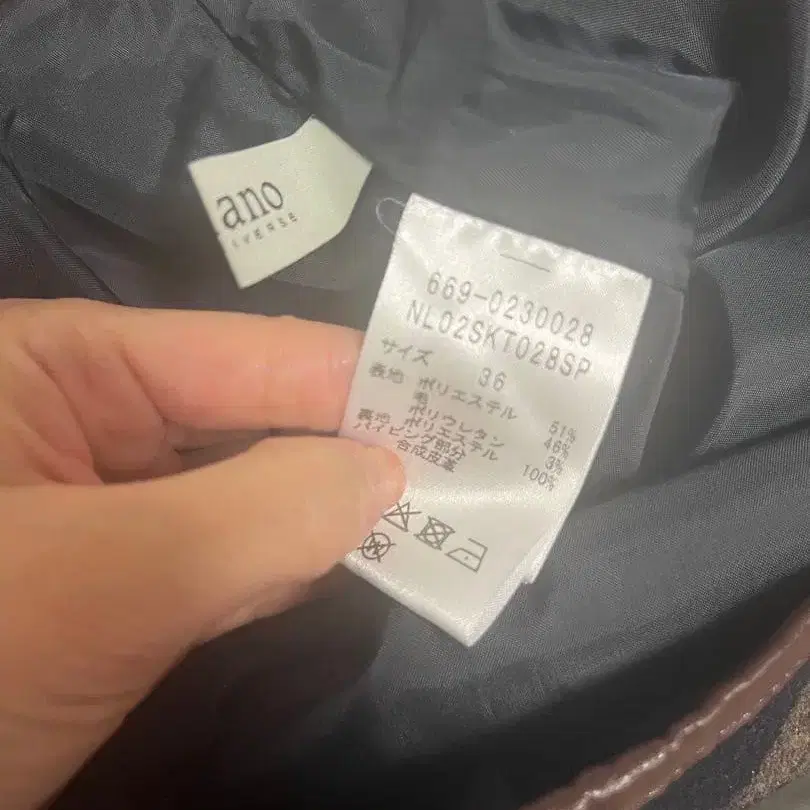 ano
VERSE
669-0230028
NL02SKT028SP
サイズ 36
表地 ポリエステル 51%
毛 46%
ポリウレタン 3%
裏地 ポリエステル 100%
パイピング部分
合成皮革